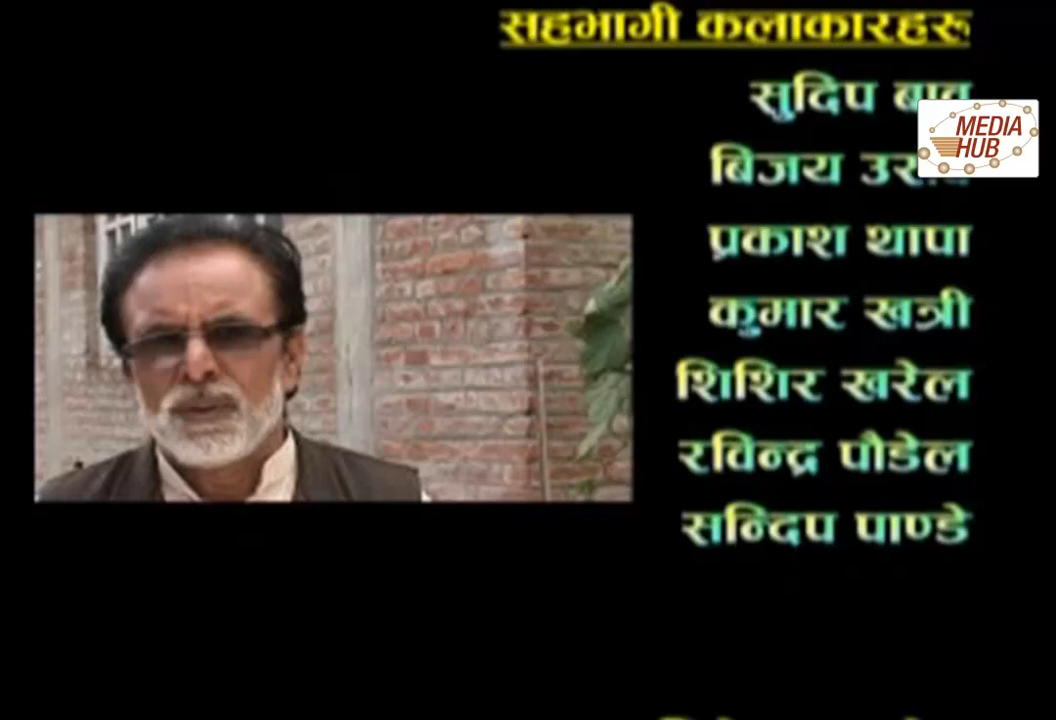 सहभागी कलाकारहरू
सुदिप
MEDIA
HUB
बिजय
प्रकाश थापा
कुमार खत्री
शिशिर खरेल
रविन्द्र पौडेल
सन्दिप पाण्डे